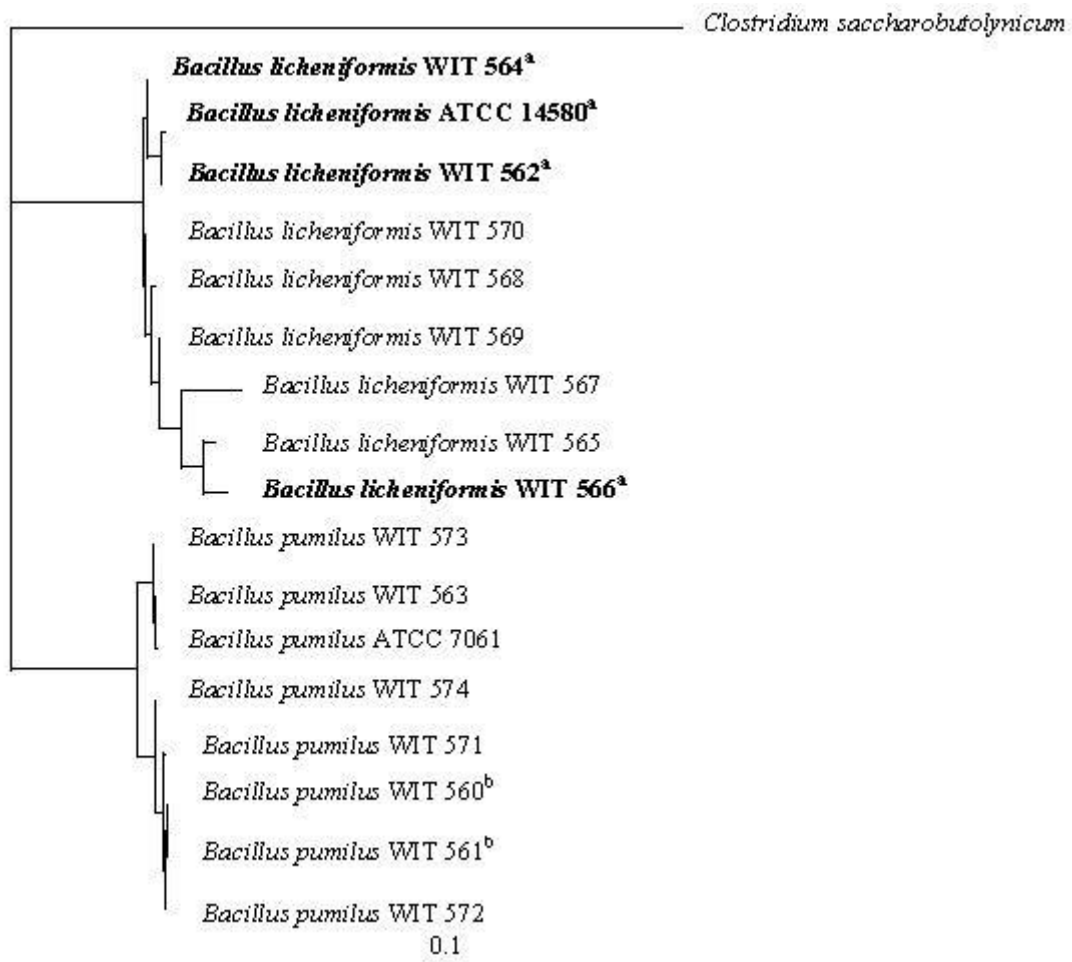 Clostridium saccharobutolynicum
Bacillus licheniformis WIT 564ª
Bacillus licheniformis ATCC 14580ª
Bacillus licheniformis WIT 562ª
Bacillus licheniformis WIT 570
Bacillus licheniformis WIT 568
Bacillus licheniformis WIT 569
Bacillus licheniformis WIT 567
Bacillus licheniformis WIT 565
Bacillus licheniformis WIT 566ª
Bacillus pumilus WIT 573
Bacillus pumilus WIT 563
Bacillus pumilus ATCC 7061
Bacillus pumilus WIT 574
Bacillus pumilus WIT 571
Bacillus pumilus WIT 560ᵇ
Bacillus pumilus WIT 561ᵇ
Bacillus pumilus WIT 572
0.1